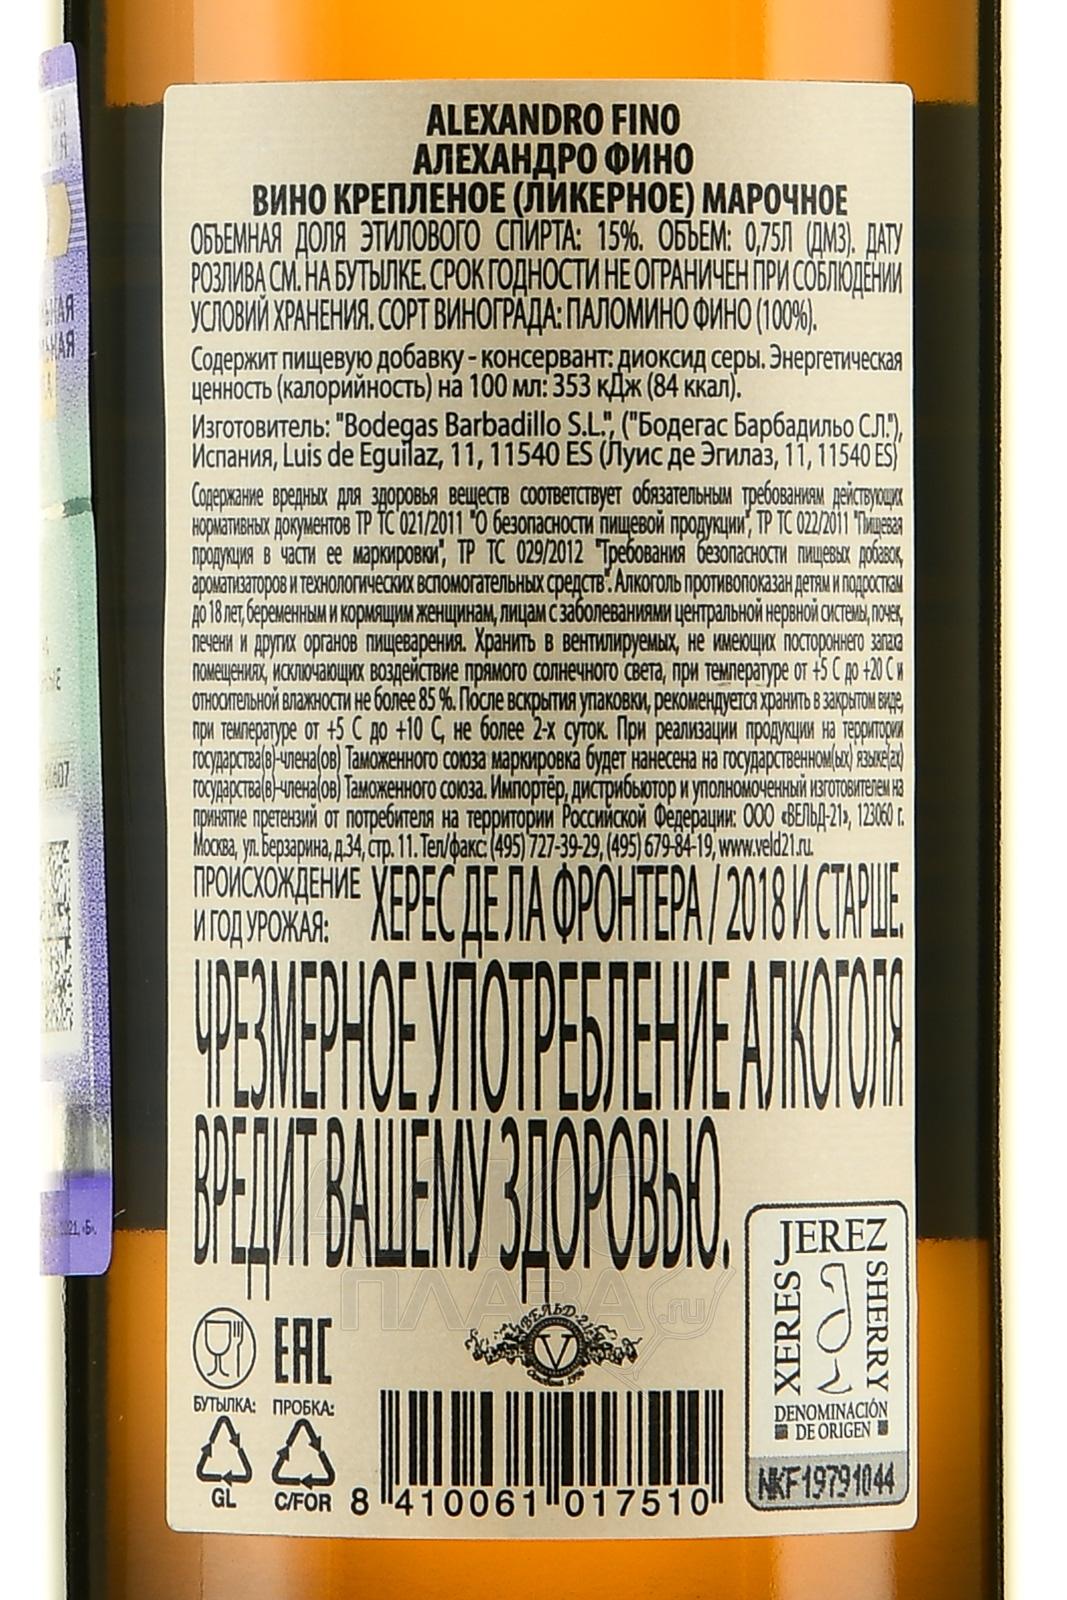 ALEXANDRO FINO
АЛЕХАНДРО ФИНО
ВИНО КРЕПЛЕНОЕ (ЛИКЕРНОЕ) МАРОЧНОЕ
ОБЪЕМНАЯ ДОЛЯ ЭТИЛОВОГО СПИРТА: 15%. ОБЪЕМ: 0,75Л (ДМ3). ДАТУ
РОЗЛИВА СМ. НА БУТЫЛКЕ. СРОК ГОДНОСТИ НЕ ОГРАНИЧЕН ПРИ СОБЛЮДЕНИИ
УСЛОВИЙ ХРАНЕНИЯ. СОРТ ВИНОГРАДА: ПАЛОМИНО ФИНО (100%).
Содержит пищевую добавку - консервант: диоксид серы. Энергетическая
ценность (калорийность) на 100 мл: 353 кДж (84 ккал).
Изготовитель: "Bodegas Barbadillo S.L.", ("Бодегас Барбадильо С.Л."),
Испания, Luis de Eguilaz, 11, 11540 ES (Луис де Эгилаз, 11, 11540 ES)
Содержание вредных для здоровья веществ соответствует обязательным требованиям действующих
нормативных документов ТР ТС 021/2011 "О безопасности пищевой продукции", ТР ТС 022/2011 "Пищевая
продукция в части ее маркировки", ТР ТС 029/2012 "Требования безопасности пищевых добавок,
ароматизаторов и технологических вспомогательных средств". Алкоголь противопоказан детям и подросткам
до 18 лет, беременным и кормящим женщинам, лицам с заболеваниями центральной нервной системы, почек,
печени и других органов пищеварения. Хранить в вентилируемых, не имеющих постороннего запаха
помещениях, исключающих воздействие прямого солнечного света, при температуре от +5 С до +20 С и
относительной влажности не более 85 %. После вскрытия упаковки, рекомендуется хранить в закрытом виде,
при температуре от +5 С до +10 С, не более 2-х суток. При реализации продукции на территории
государства(в)-члена(ов) Таможенного союза маркировка будет нанесена на государственном(ых) языке(ах)
государства(в)-члена(ов) Таможенного союза. Импортёр, дистрибьютор и уполномоченный изготовителем на
принятие претензий от потребителя на территории Российской Федерации: ООО «ВЕЛЬД-21», 123060 г.
Москва, ул. Берзарина, д.34, стр. 11. Тел/факс: (495) 727-39-29, (495) 679-84-19, www.veld21.ru.
ПРОИСХОЖДЕНИЕ
И ГОД УРОЖАЯ: ХЕРЕС ДЕ ЛА ФРОНТЕРА / 2018 И СТАРШЕ.
ЧРЕЗМЕРНОЕ УПОТРЕБЛЕНИЕ АЛКОГОЛЯ
ВРЕДИТ ВАШЕМУ ЗДОРОВЬЮ.
АЛКО
ПЛАВА.ru
ВЕЛЬД-21
V
EAC
БУТЫЛКА: ПРОБКА:
GL C/FOR
8 410061 017510
JEREZ
XERES
SHERRY
DENOMINACIÓN
DE ORIGEN
NKF19791044